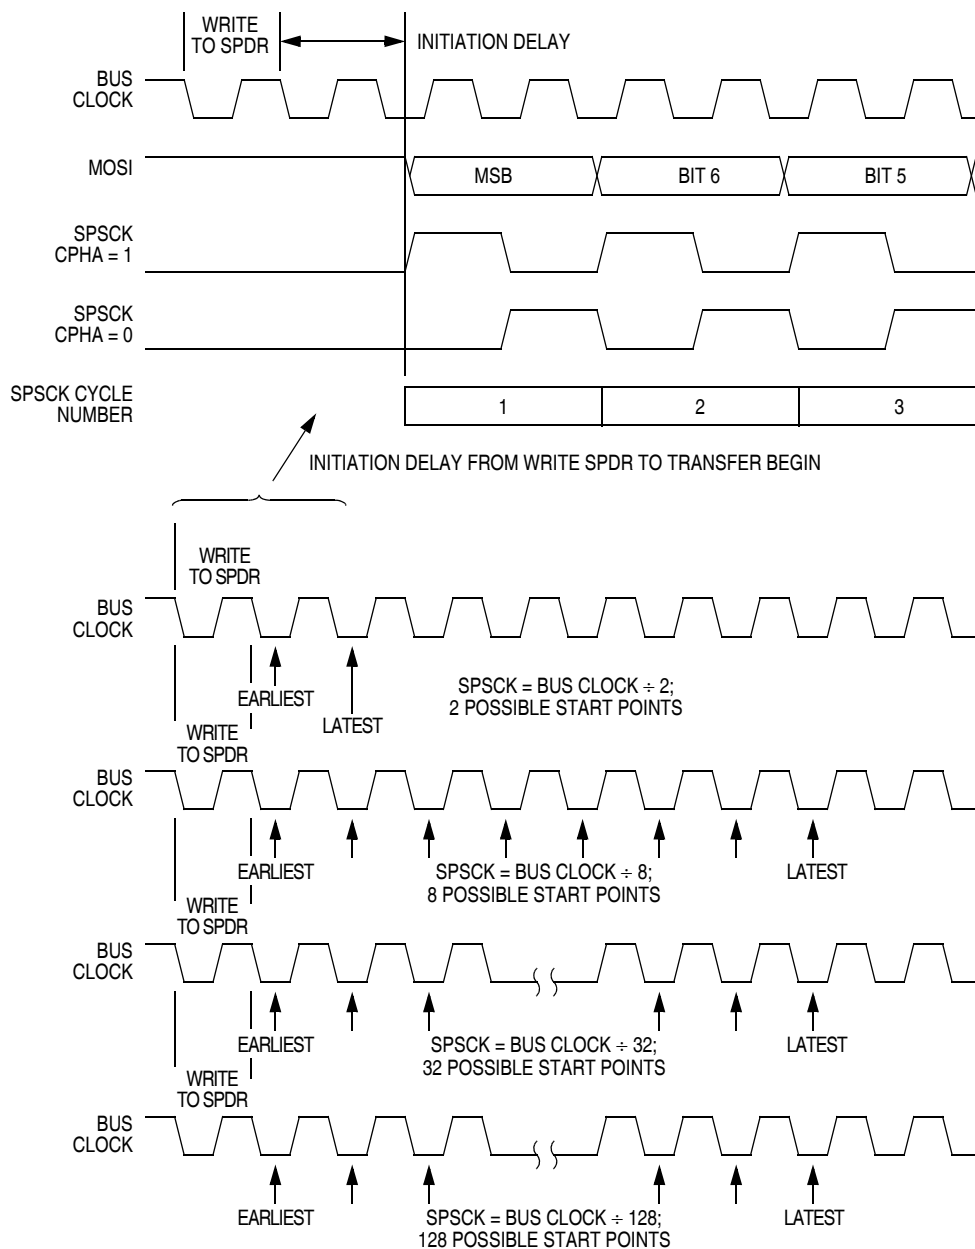 WRITE
TO SPDR
INITIATION DELAY
BUS
CLOCK
MOSI
MSB
BIT 6
BIT 5
SPSCK
CPHA = 1
SPSCK
CPHA = 0
SPSCK CYCLE
NUMBER
1
2
3
INITIATION DELAY FROM WRITE SPDR TO TRANSFER BEGIN
WRITE
TO SPDR
BUS
CLOCK
EARLIEST
LATEST
SPSCK = BUS CLOCK ÷ 2;
2 POSSIBLE START POINTS
WRITE
TO SPDR
BUS
CLOCK
EARLIEST
SPSCK = BUS CLOCK ÷ 8;
8 POSSIBLE START POINTS
LATEST
WRITE
TO SPDR
BUS
CLOCK
EARLIEST
SPSCK = BUS CLOCK ÷ 32;
32 POSSIBLE START POINTS
LATEST
WRITE
TO SPDR
BUS
CLOCK
EARLIEST
SPSCK = BUS CLOCK ÷ 128;
128 POSSIBLE START POINTS
LATEST